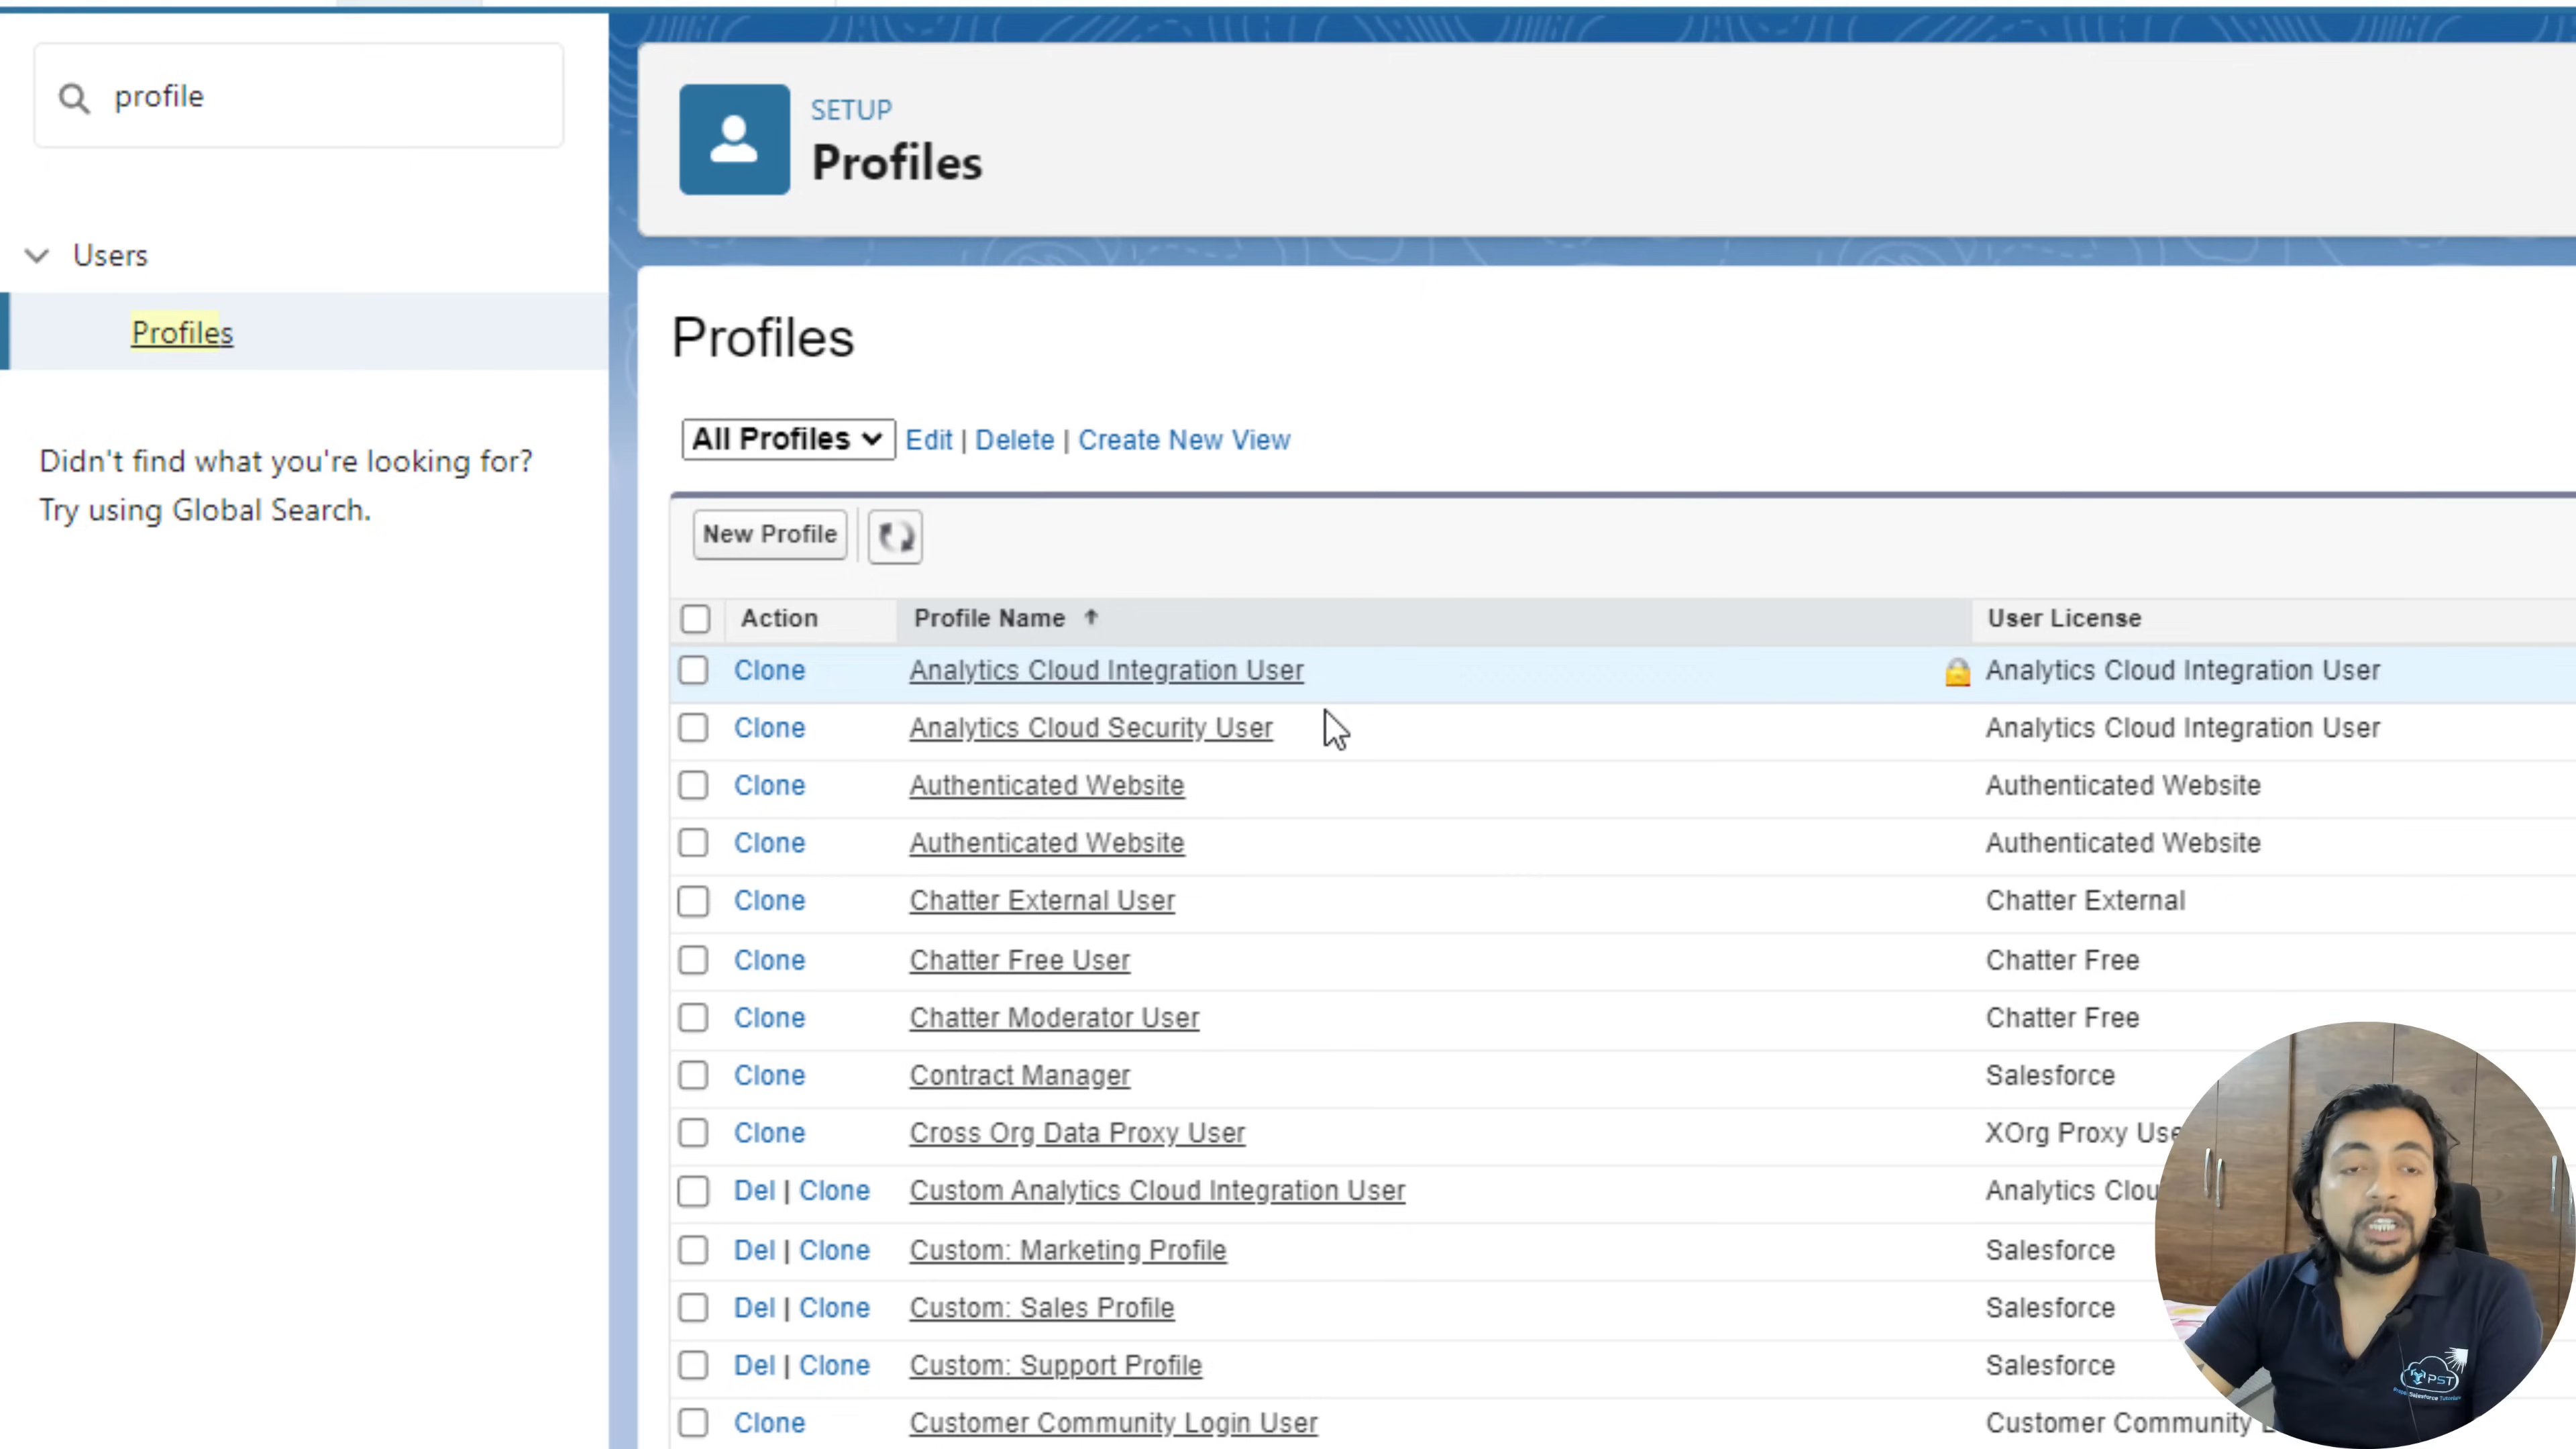 profile
Users
Profiles
Didn't find what you're looking for?
Try using Global Search.
SETUP
Profiles
Profiles
All Profiles Edit | Delete | Create New View
New Profile
Action Profile Name ↑ User License
Clone Analytics Cloud Integration User Analytics Cloud Integration User
Clone Analytics Cloud Security User Analytics Cloud Integration User
Clone Authenticated Website Authenticated Website
Clone Authenticated Website Authenticated Website
Clone Chatter External User Chatter External
Clone Chatter Free User Chatter Free
Clone Chatter Moderator User Chatter Free
Clone Contract Manager Salesforce
Clone Cross Org Data Proxy User XOrg Proxy Use
Del | Clone Custom Analytics Cloud Integration User Analytics Clou
Del | Clone Custom: Marketing Profile Salesforce
Del | Clone Custom: Sales Profile Salesforce
Del | Clone Custom: Support Profile Salesforce
Clone Customer Community Login User Customer Community
PST